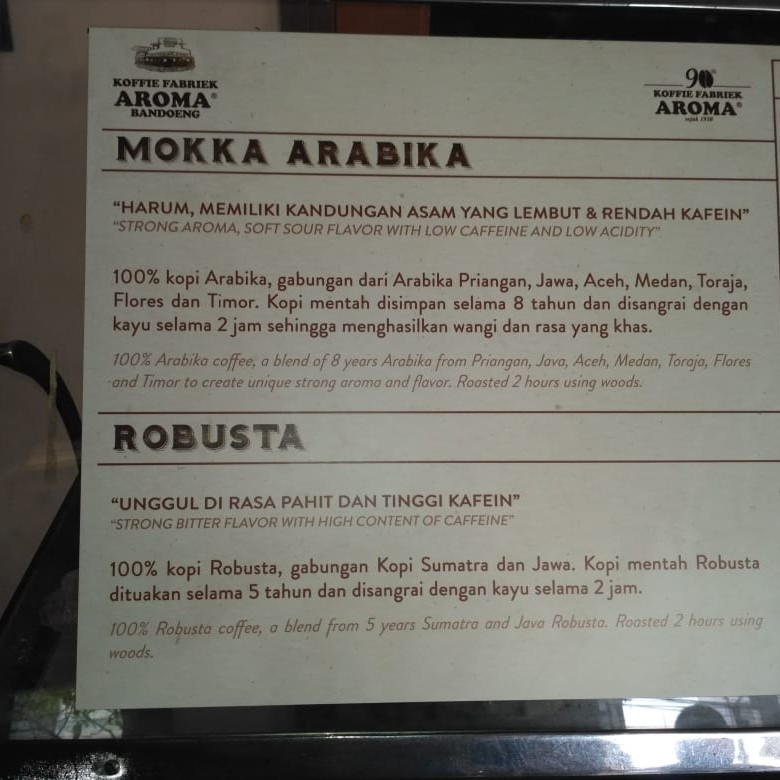 KOFFIE FABRIEK
AROMA®
BANDOENG
90
KOFFIE FABRIEK
AROMA®
sejak 1930
MOKKA ARABIKA
“HARUM, MEMILIKI KANDUNGAN ASAM YANG LEMBUT & RENDAH KAFEIN”
“STRONG AROMA, SOFT SOUR FLAVOR WITH LOW CAFFEINE AND LOW ACIDITY”
100% kopi Arabika, gabungan dari Arabika Priangan, Jawa, Aceh, Medan, Toraja,
Flores dan Timor. Kopi mentah disimpan selama 8 tahun dan disangrai dengan
kayu selama 2 jam sehingga menghasilkan wangi dan rasa yang khas.
100% Arabika coffee, a blend of 8 years Arabika from Priangan, Java, Aceh, Medan, Toraja, Flores
and Timor to create unique strong aroma and flavor. Roasted 2 hours using woods.
ROBUSTA
“UNGGUL DI RASA PAHIT DAN TINGGI KAFEIN”
“STRONG BITTER FLAVOR WITH HIGH CONTENT OF CAFFEINE”
100% kopi Robusta, gabungan Kopi Sumatra dan Jawa. Kopi mentah Robusta
dituakan selama 5 tahun dan disangrai dengan kayu selama 2 jam.
100% Robusta coffee, a blend from 5 years Sumatra and Java Robusta. Roasted 2 hours using
woods.